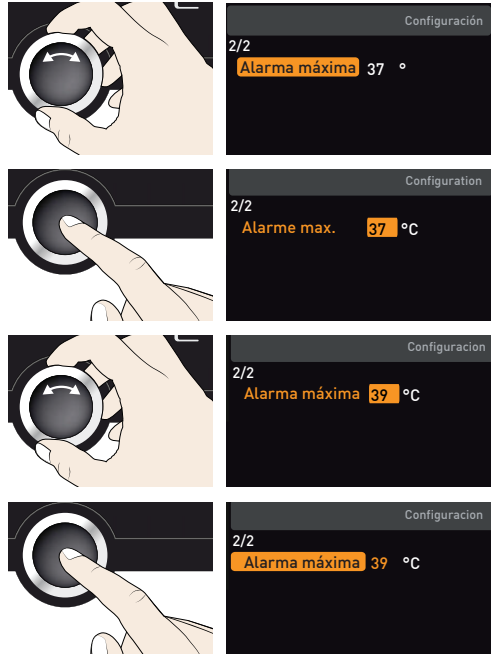 Configuración
2/2
Alarma máxima 37 °
Configuration
2/2
Alarme max. 37 °C
Configuracion
2/2
Alarma máxima 39 °C
Configuracion
2/2
Alarma máxima 39 °C